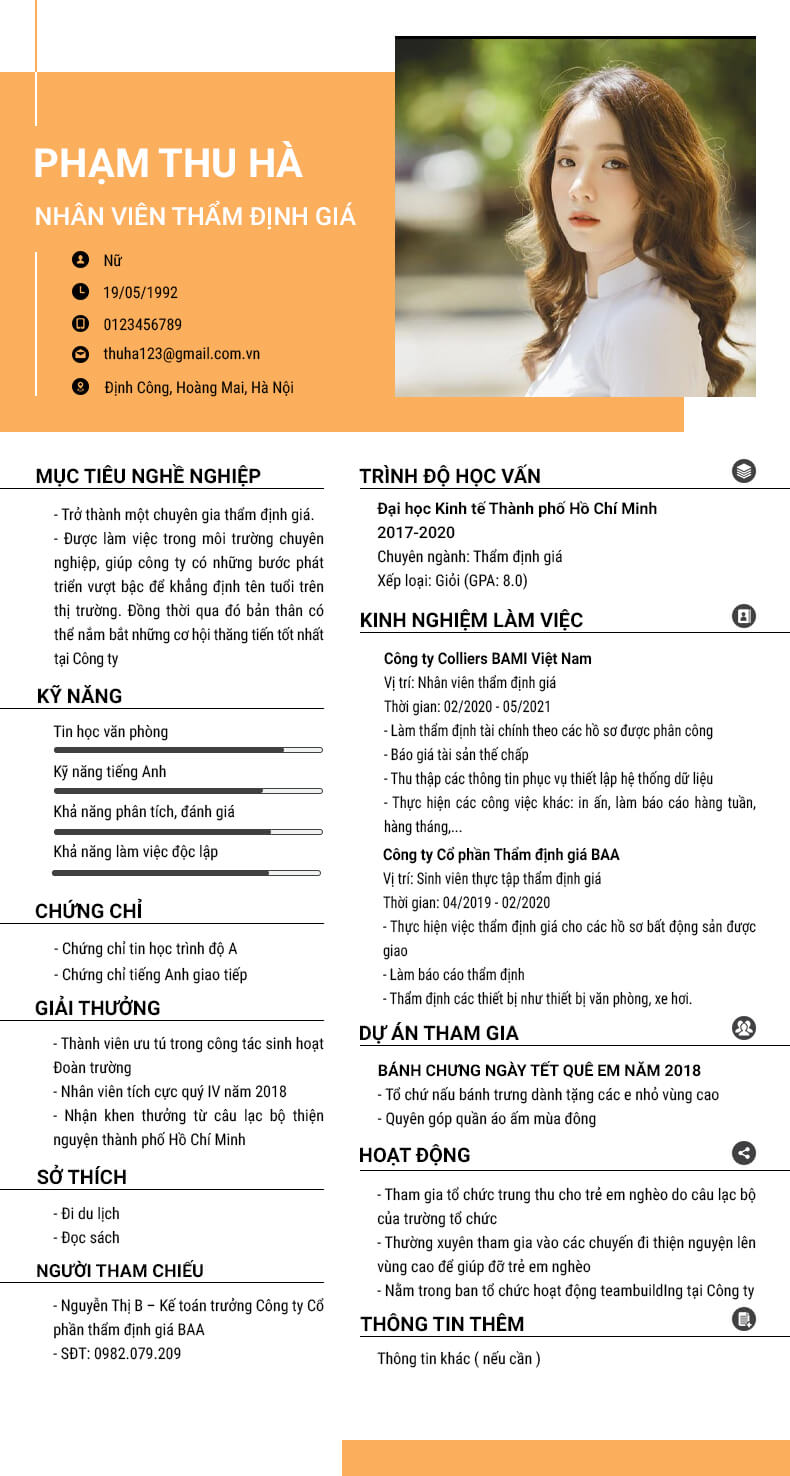 PHẠM THU HÀ
NHÂN VIÊN THẨM ĐỊNH GIÁ
Nữ
19/05/1992
0123456789
thuha123@gmail.com.vn
Định Công, Hoàng Mai, Hà Nội
MỤC TIÊU NGHỀ NGHIỆP
- Trở thành một chuyên gia thẩm định giá.
- Được làm việc trong môi trường chuyên
nghiệp, giúp công ty có những bước phát
triển vượt bậc để khẳng định tên tuổi trên
thị trường. Đồng thời qua đó bản thân có
thể nắm bắt những cơ hội thăng tiến tốt nhất
tại Công ty
KỸ NĂNG
Tin học văn phòng
Kỹ năng tiếng Anh
Khả năng phân tích, đánh giá
Khả năng làm việc độc lập
CHỨNG CHỈ
- Chứng chỉ tin học trình độ A
- Chứng chỉ tiếng Anh giao tiếp
GIẢI THƯỞNG
- Thành viên ưu tú trong công tác sinh hoạt
Đoàn trường
- Nhân viên tích cực quý IV năm 2018
- Nhận khen thưởng từ câu lạc bộ thiện
nguyện thành phố Hồ Chí Minh
SỞ THÍCH
- Đi du lịch
- Đọc sách
NGƯỜI THAM CHIẾU
- Nguyễn Thị B – Kế toán trưởng Công ty Cổ
phần thẩm định giá BAA
- SĐT: 0982.079.209
TRÌNH ĐỘ HỌC VẤN
Đại học Kinh tế Thành phố Hồ Chí Minh
2017-2020
Chuyên ngành: Thẩm định giá
Xếp loại: Giỏi (GPA: 8.0)
KINH NGHIỆM LÀM VIỆC
Công ty Colliers BAMI Việt Nam
Vị trí: Nhân viên thẩm định giá
Thời gian: 02/2020 - 05/2021
- Làm thẩm định tài chính theo các hồ sơ được phân công
- Báo giá tài sản thế chấp
- Thu thập các thông tin phục vụ thiết lập hệ thống dữ liệu
- Thực hiện các công việc khác: in ấn, làm báo cáo hàng tuần,
hàng tháng,...
Công ty Cổ phần Thẩm định giá BAA
Vị trí: Sinh viên thực tập thẩm định giá
Thời gian: 04/2019 - 02/2020
- Thực hiện việc thẩm định giá cho các hồ sơ bất động sản được
giao
- Làm báo cáo thẩm định
- Thẩm định các thiết bị như thiết bị văn phòng, xe hơi.
DỰ ÁN THAM GIA
BÁNH CHƯNG NGÀY TẾT QUÊ EM NĂM 2018
- Tổ chứ nấu bánh trưng dành tặng các e nhỏ vùng cao
- Quyên góp quần áo ấm mùa đông
HOẠT ĐỘNG
- Tham gia tổ chức trung thu cho trẻ em nghèo do câu lạc bộ
của trường tổ chức
- Thường xuyên tham gia vào các chuyến đi thiện nguyện lên
vùng cao để giúp đỡ trẻ em nghèo
- Nằm trong ban tổ chức hoạt động teambuildIng tại Công ty
THÔNG TIN THÊM
Thông tin khác ( nếu cần )